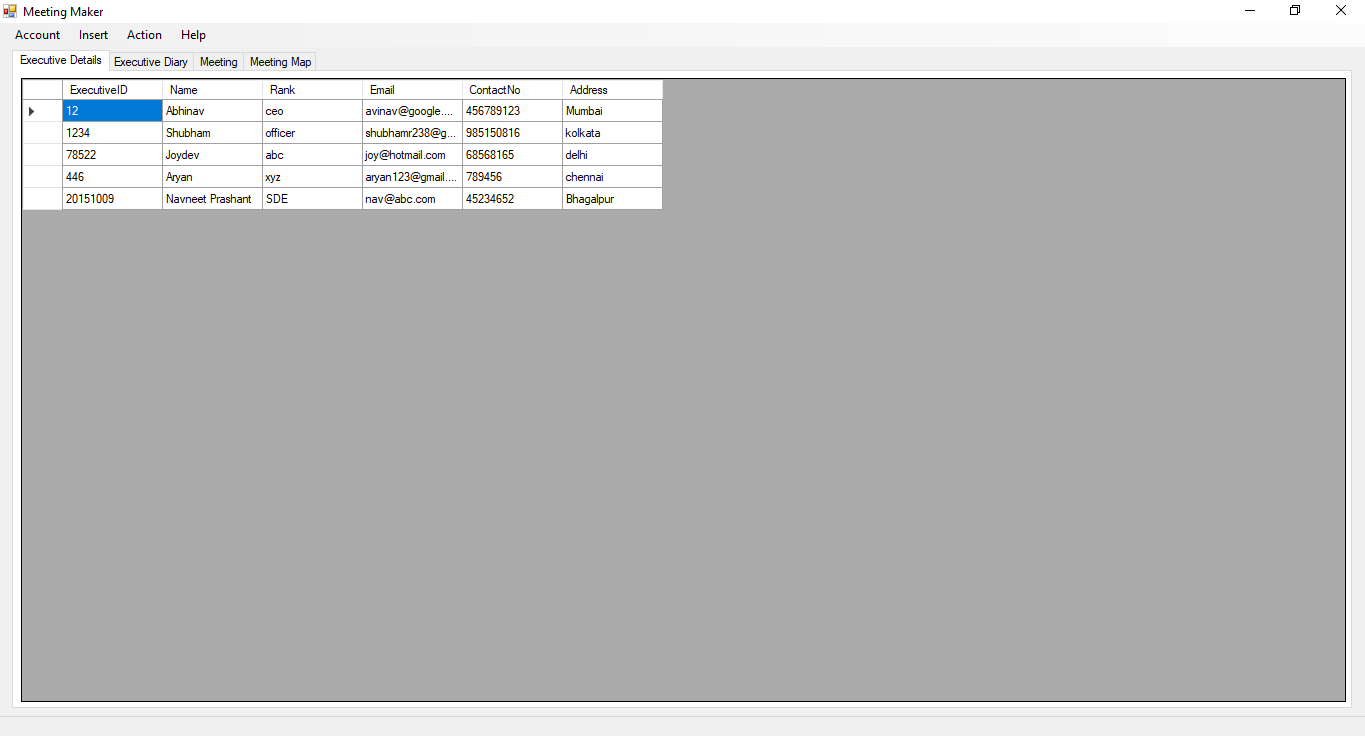 Meeting Maker
Account Insert Action Help
Executive Details Executive Diary Meeting Meeting Map
ExecutiveID Name Rank Email ContactNo Address
12 Abhinav ceo avinav@google.... 456789123 Mumbai
1234 Shubham officer shubhamr238@g... 985150816 kolkata
78522 Joydev abc joy@hotmail.com 68568165 delhi
446 Aryan xyz aryan123@gmail.... 789456 chennai
20151009 Navneet Prashant SDE nav@abc.com 45234652 Bhagalpur